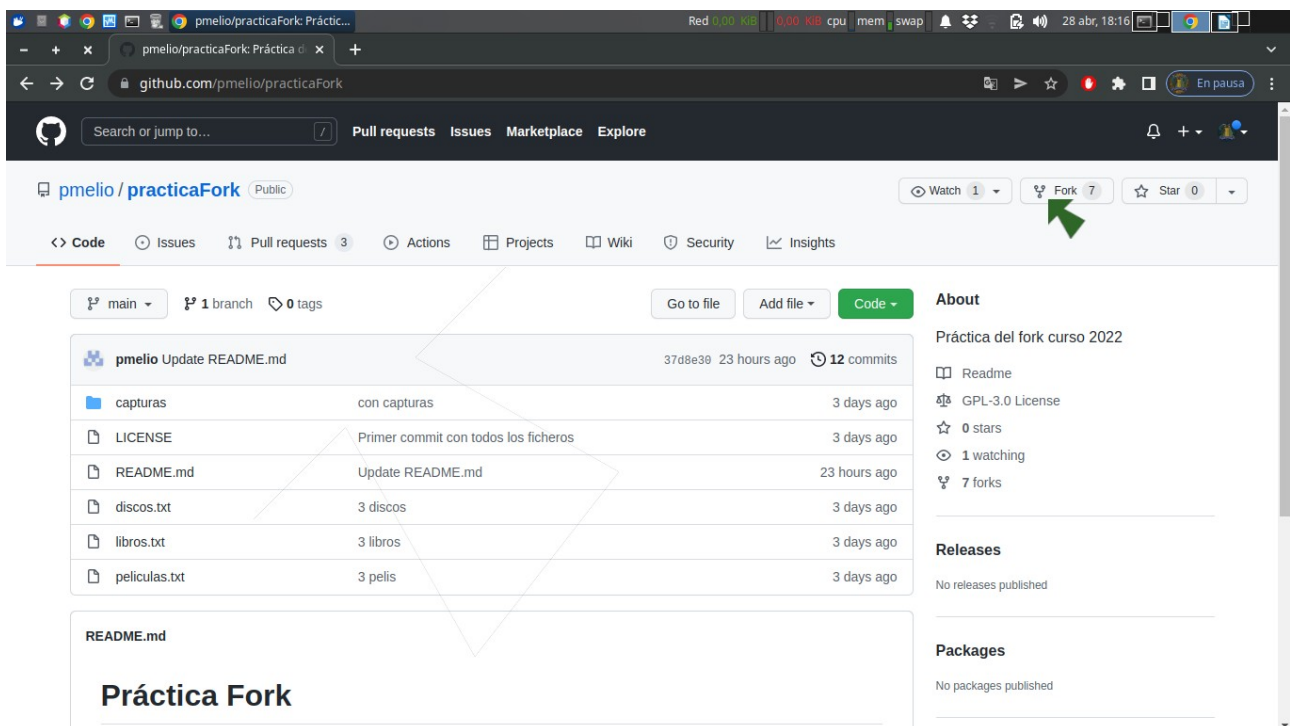 pmelio/practicaFork: Práctic... Red 0,00 KiB 0,00 KiB cpu mem swap 28 abr, 18:16
pmelio/practicaFork: Práctica d
github.com/pmelio/practicaFork En pausa
Search or jump to... / Pull requests Issues Marketplace Explore
pmelio / practicaFork Public Watch 1 Fork 7 Star 0
<> Code Issues Pull requests 3 Actions Projects Wiki Security Insights
main 1 branch 0 tags Go to file Add file Code About
Práctica del fork curso 2022
pmelio Update README.md 37d8e30 23 hours ago 12 commits
Readme
capturas con capturas 3 days ago
GPL-3.0 License
0 stars
LICENSE Primer commit con todos los ficheros 3 days ago
1 watching
README.md Update README.md 23 hours ago
7 forks
discos.txt 3 discos 3 days ago
libros.txt 3 libros 3 days ago
Releases
peliculas.txt 3 pelis 3 days ago
No releases published
README.md
Packages
No packages published
Práctica Fork